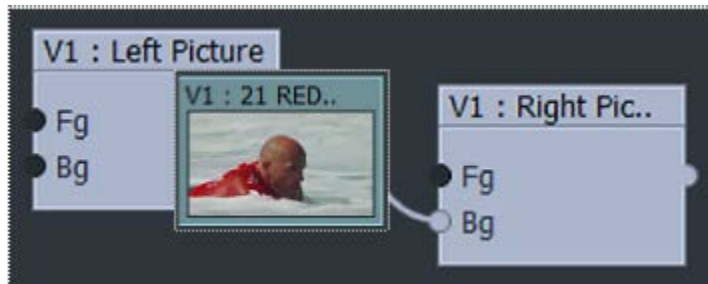 V1 : Left Picture
Fg
Bg
V1 : 21 RED..
V1 : Right Pic..
Fg
Bg